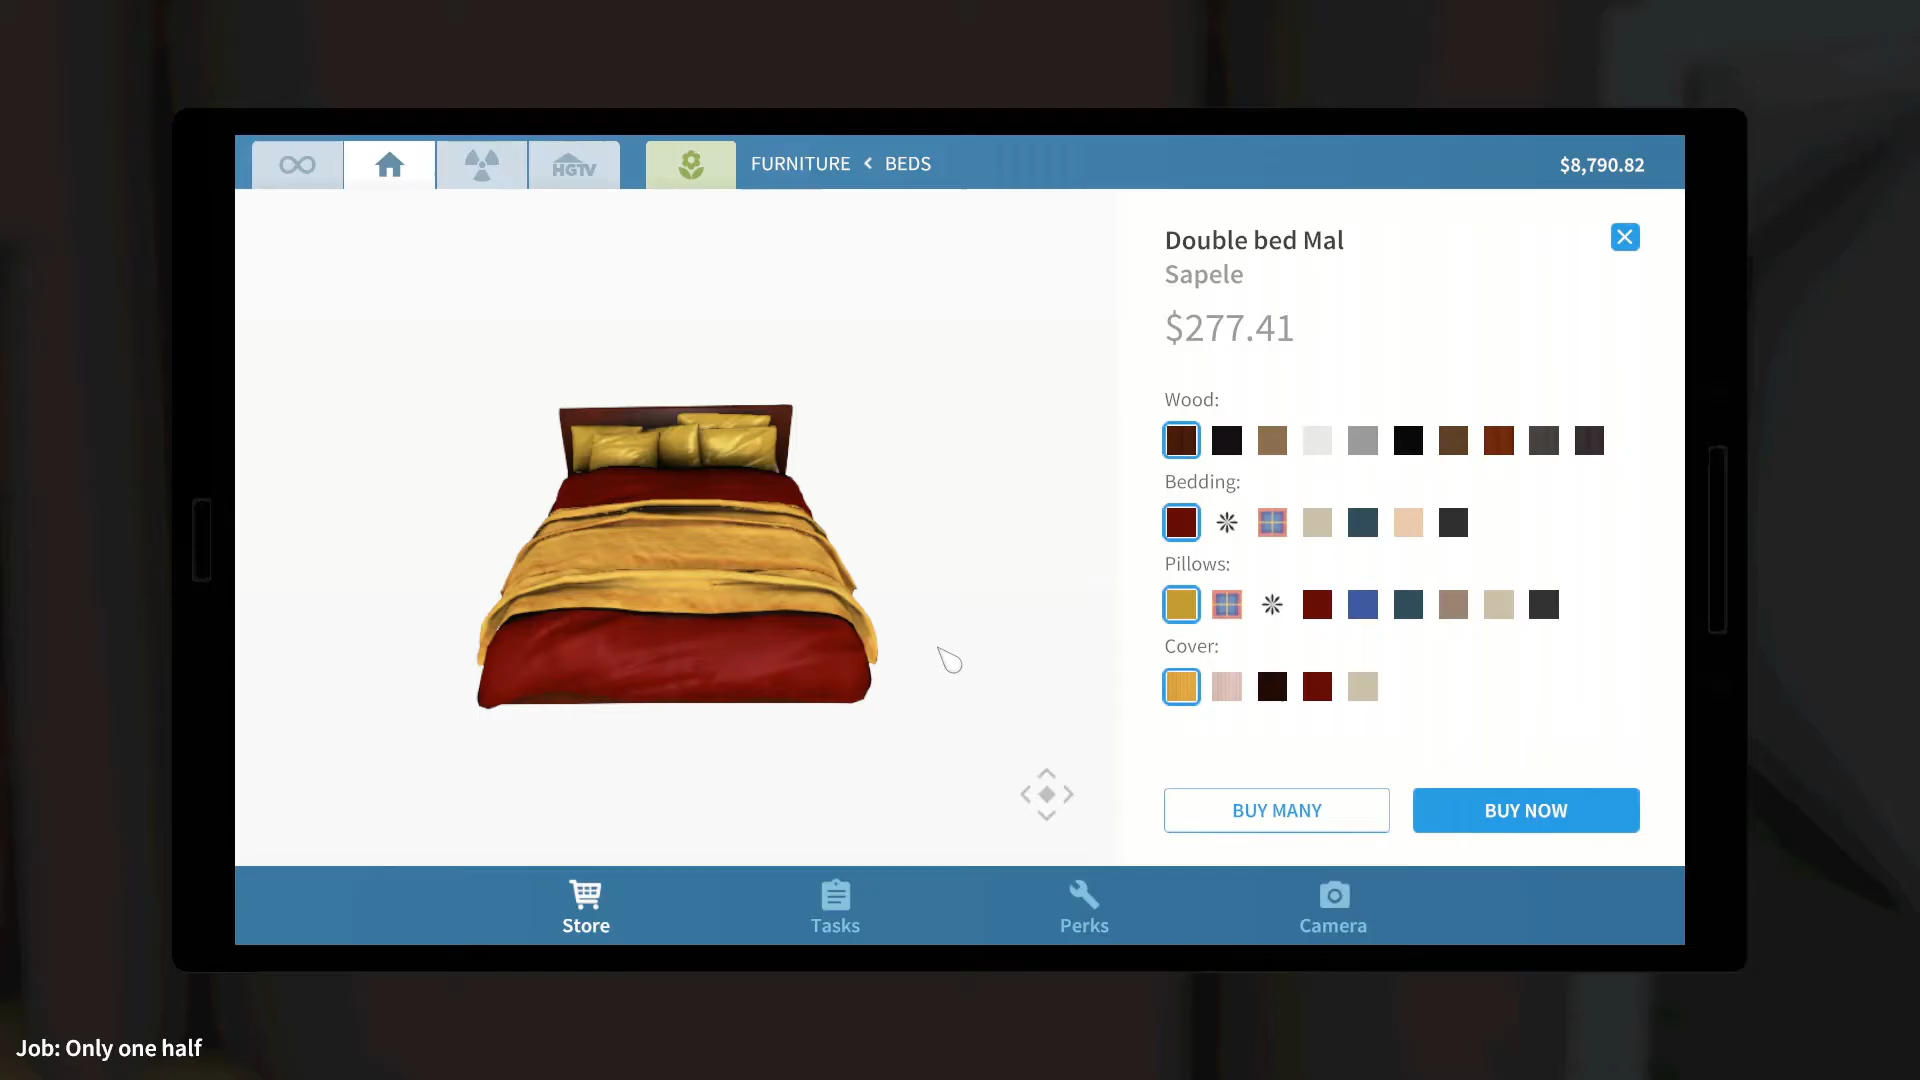 HGTV
FURNITURE < BEDS
$8,790.82
Double bed Mal
Sapele
$277.41
Wood:
Bedding:
Pillows:
Cover:
BUY MANY
BUY NOW
Store
Tasks
Perks
Camera
Job: Only one half